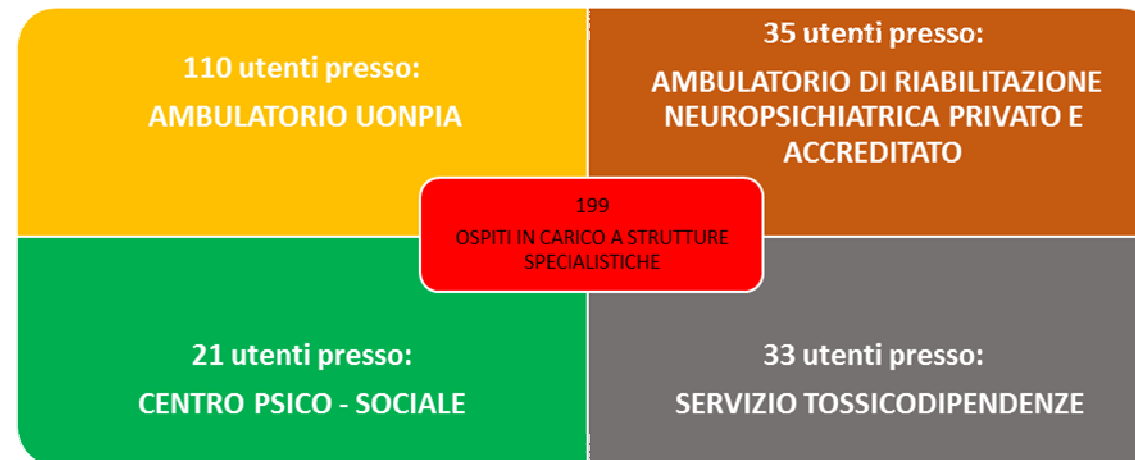 110 utenti presso:
AMBULATORIO UONPIA
35 utenti presso:
AMBULATORIO DI RIABILITAZIONE
NEUROPSICHIATRICA PRIVATO E
ACCREDITATO
199
OSPITI IN CARICO A STRUTTURE
SPECIALISTICHE
21 utenti presso:
CENTRO PSICO - SOCIALE
33 utenti presso:
SERVIZIO TOSSICODIPENDENZE